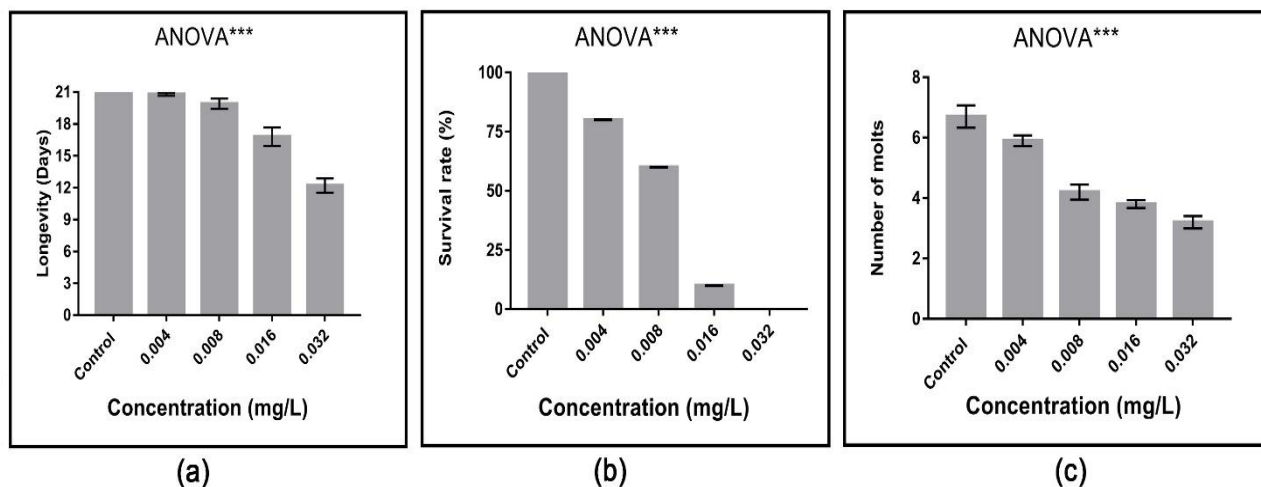 ANOVA***
Longevity (Days)
21
18
15
12
9
6
3
0
Control
0.004
0.008
0.016
0.032
Concentration (mg/L)
(a)
ANOVA***
Survival rate (%)
100
75
50
25
0
Control
0.004
0.008
0.016
0.032
Concentration (mg/L)
(b)
ANOVA***
Number of molts
8
6
4
2
0
Control
0.004
0.008
0.016
0.032
Concentration (mg/L)
(c)